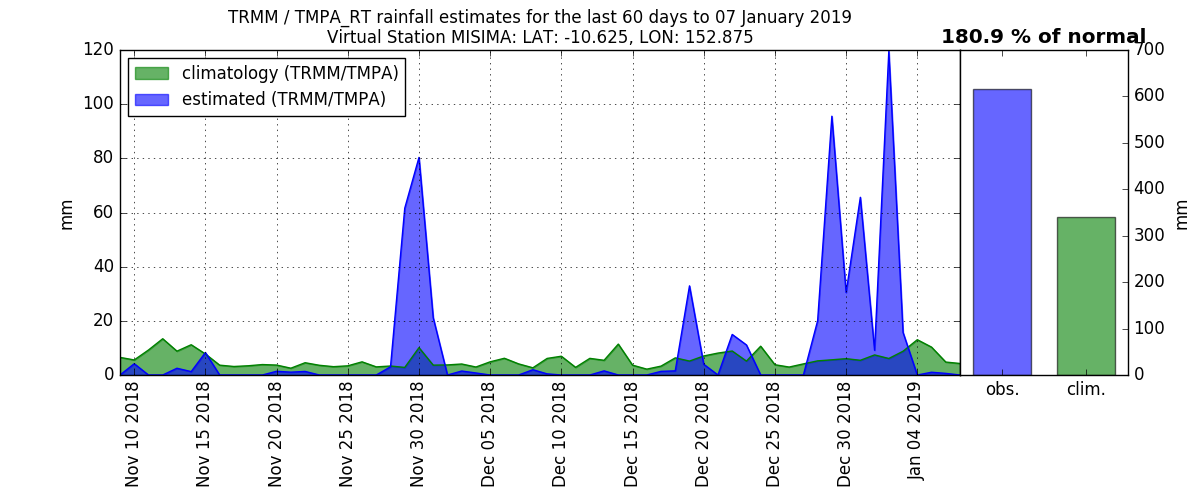 TRMM / TMPA_RT rainfall estimates for the last 60 days to 07 January 2019
Virtual Station MISIMA: LAT: -10.625, LON: 152.875
180.9 % of normal
climatology (TRMM/TMPA)
estimated (TRMM/TMPA)
mm
120
100
80
60
40
20
0
Nov 10 2018
Nov 15 2018
Nov 20 2018
Nov 25 2018
Nov 30 2018
Dec 05 2018
Dec 10 2018
Dec 15 2018
Dec 20 2018
Dec 25 2018
Dec 30 2018
Jan 04 2019
obs.
clim.
700
600
500
400
300
200
100
0
mm